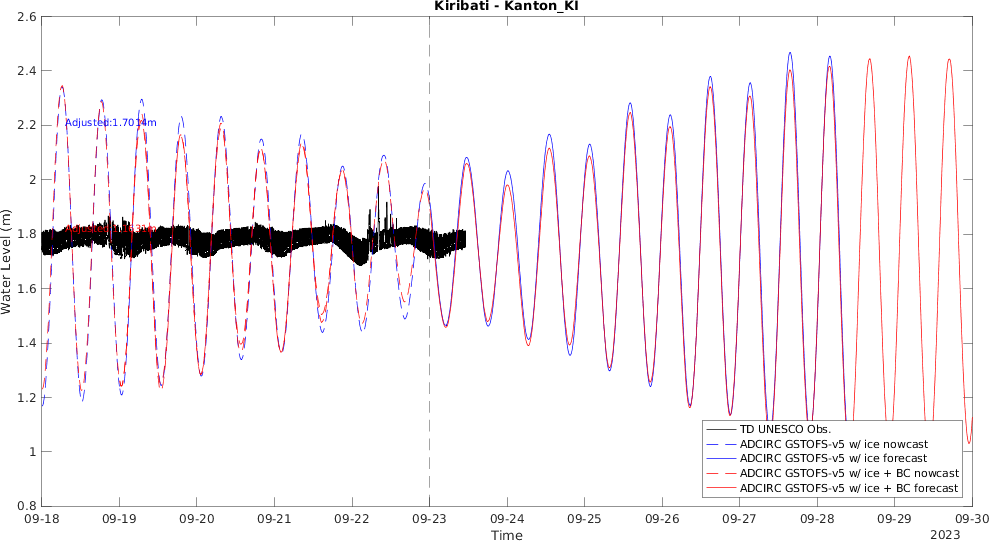 Kiribati - Kanton_KI
2.6
2.4
2.2
2
1.8
1.6
1.4
1.2
1
0.8
Water Level (m)
Adjusted:1.7014m
TD UNESCO Obs.
ADCIRC GSTOFS-v5 w/ ice nowcast
ADCIRC GSTOFS-v5 w/ ice forecast
ADCIRC GSTOFS-v5 w/ ice + BC nowcast
ADCIRC GSTOFS-v5 w/ ice + BC forecast
09-18 09-19 09-20 09-21 09-22 09-23 09-24 09-25 09-26 09-27 09-28 09-29 09-30
Time
2023